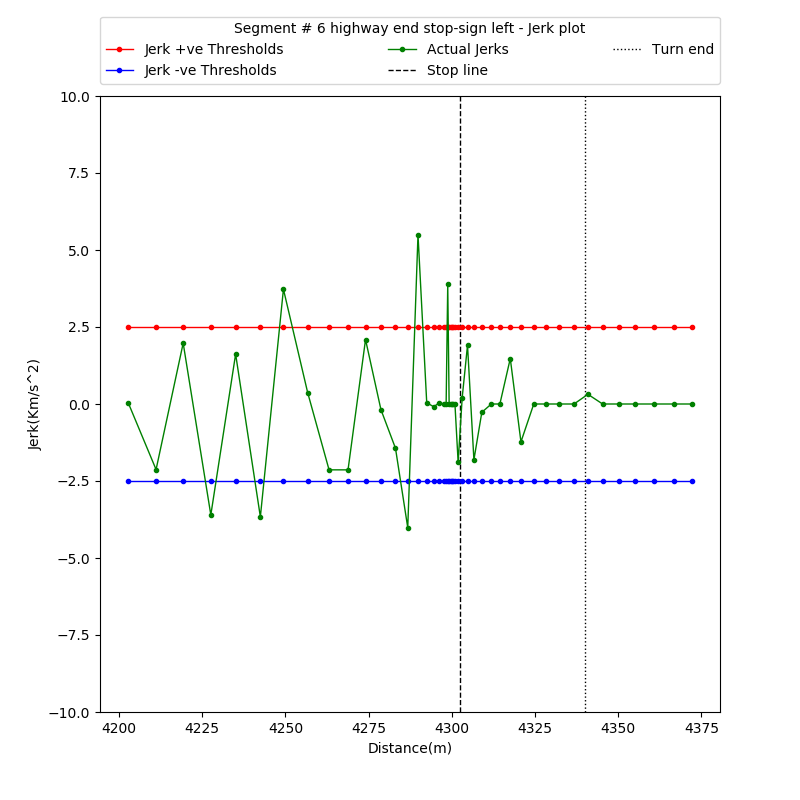 Segment # 6 highway end stop-sign left - Jerk plot
Jerk +ve Thresholds Actual Jerks Turn end
Jerk -ve Thresholds Stop line
10.0
7.5
5.0
2.5
0.0
−2.5
−5.0
−7.5
−10.0
Jerk(Km/s^2)
4200 4225 4250 4275 4300 4325 4350 4375
Distance(m)